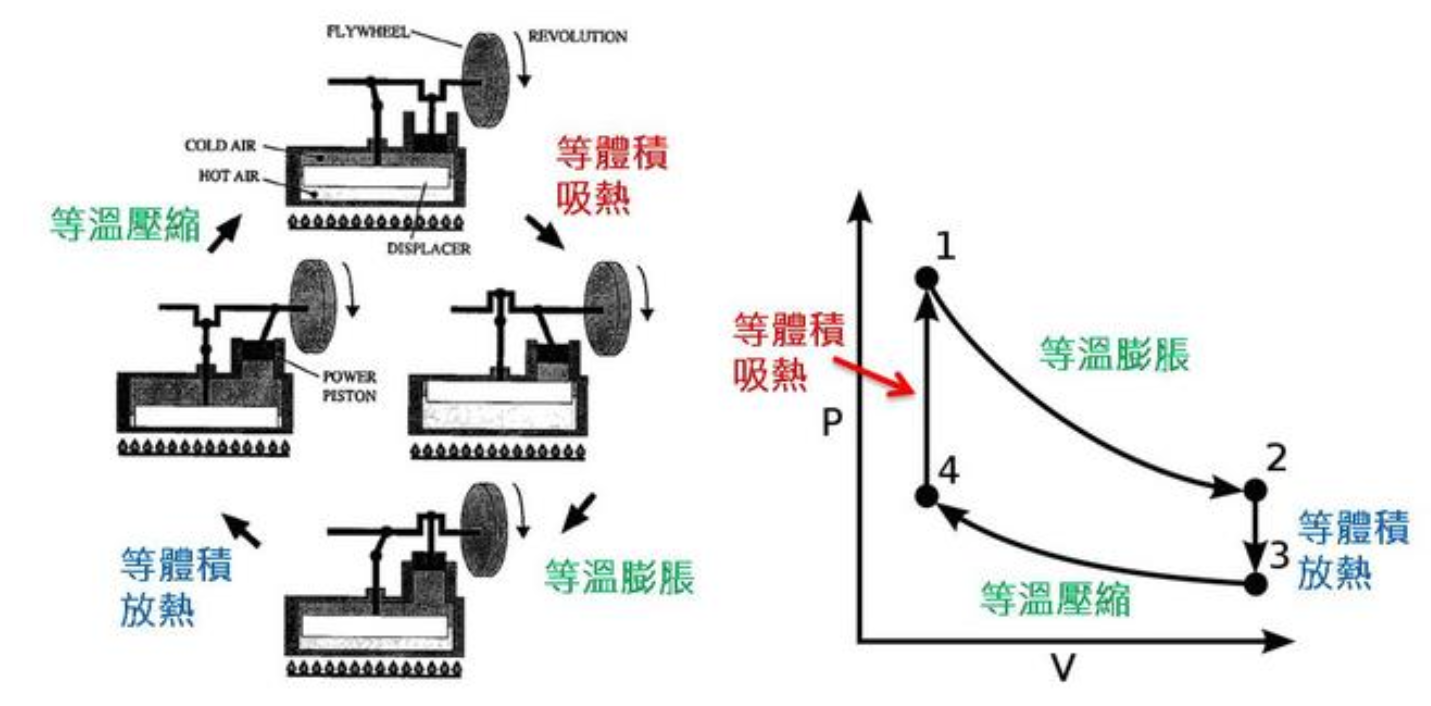 FLYWHEEL
REVOLUTION
COLD AIR
HOT AIR
DISPLACER
等體積
吸熱
等溫壓縮
POWER
PISTON
等體積
放熱
等溫膨脹
1
等體積
吸熱
等溫膨脹
P
4
2
等體積
放熱
3
等溫壓縮
V